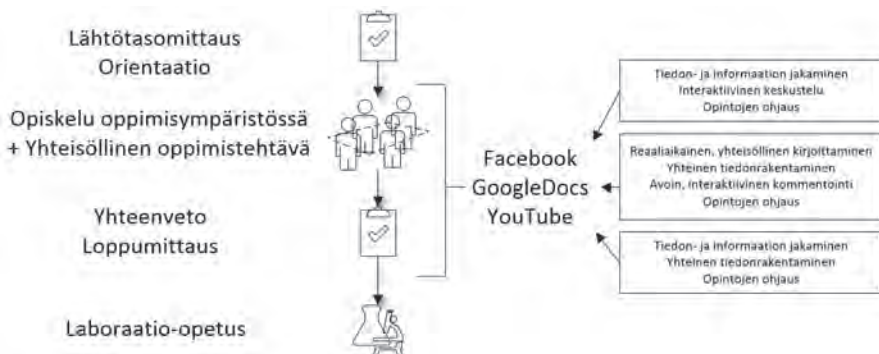 Lähtötasomittaus
Orientaatio
Opiskelu oppimisympäristössä
+ Yhteisöllinen oppimistehtävä
Yhteenveto
Loppumittaus
Laboraatio-opetus
Facebook
GoogleDocs
YouTube
Tiedon- ja informaation jakaminen
Interaktiivinen keskustelu
Opintojen ohjaus
Reaaliaikainen, yhteisöllinen kirjoittaminen
Yhteinen tiedonrakentaminen
Avoin, interaktiivinen kommentointi
Opintojen ohjaus
Tiedon- ja informaation jakaminen
Yhteinen tiedonrakentaminen
Opintojen ohjaus